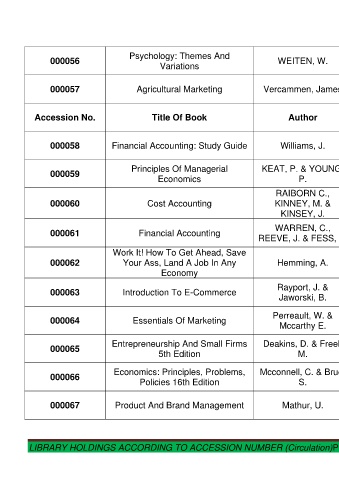 000056
Psychology: Themes And
Variations
WEITEN, W.
000057
Agricultural Marketing
Vercammen, James
Accession No.
Title Of Book
Author
000058
Financial Accounting: Study Guide
Williams, J.
000059
Principles Of Managerial
Economics
KEAT, P. & YOUNG
P.
000060
Cost Accounting
RAIBORN C.,
KINNEY, M. &
KINSEY, J.
000061
Financial Accounting
WARREN, C.,
REEVE, J. & FESS,
000062
Work It! How To Get Ahead, Save
Your Ass, Land A Job In Any
Economy
Hemming, A.
000063
Introduction To E-Commerce
Rayport, J. &
Jaworski, B.
000064
Essentials Of Marketing
Perreault, W. &
Mccarthy E.
000065
Entrepreneurship And Small Firms
5th Edition
Deakins, D. & Freel
M.
000066
Economics: Principles, Problems,
Policies 16th Edition
Mcconnell, C. & Bru
S.
000067
Product And Brand Management
Mathur, U.
LIBRARY HOLDINGS ACCORDING TO ACCESSION NUMBER (Circulation)P